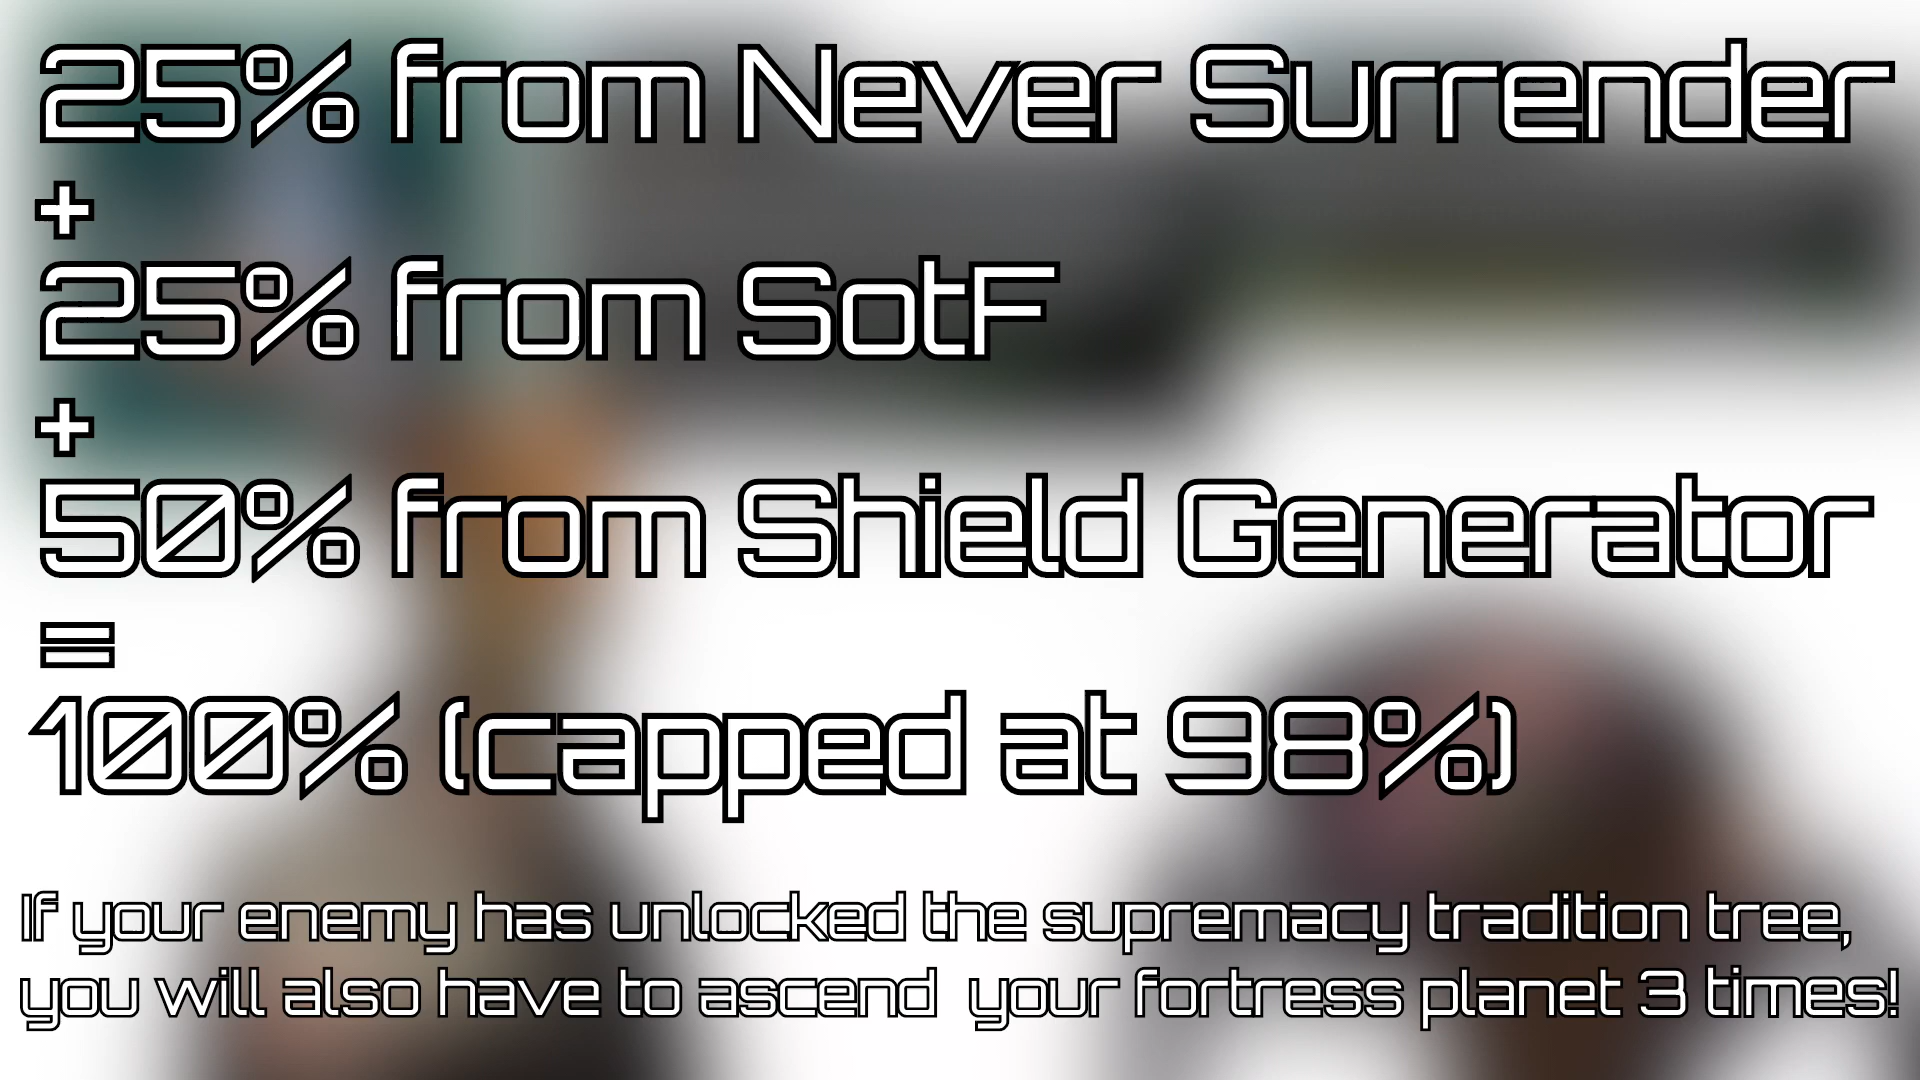 25% from Never Surrender
+
25% from SotF
+
50% from Shield Generator
=
100% (capped at 98%)
If your enemy has unlocked the supremacy tradition tree,
you will also have to ascend your fortress planet 3 times!